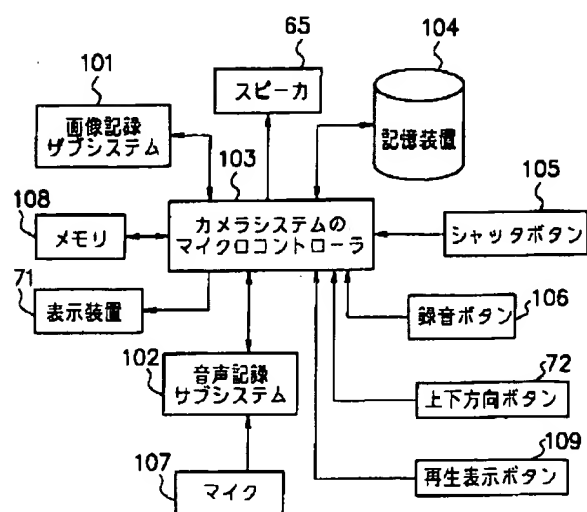 65
スピーカ
104
記憶装置
101
画像記録
サブシステム
103
カメラシステムの
マイクロコントローラ
108
メモリ
105
シャッタボタン
71
表示装置
録音ボタン
106
102
音声記録
サブシステム
72
上下方向ボタン
107
マイク
109
再生表示ボタン